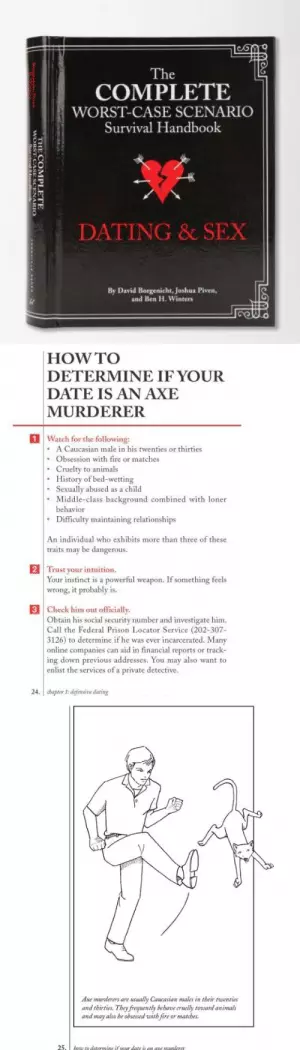 The
COMPLETE
WORST-CASE SCENARIO
Survival Handbook
DATING & SEX
By David Borgenicht, Joshua Piven,
and Ben H. Winters
THE COMPLETE
WORST-CASE SCENARIO
HOW TO
DETERMINE IF YOUR
DATE IS AN AXE
MURDERER
1 Watch for the following:
• A Caucasian male in his twenties or thirties
• Obsession with fire or matches
• Cruelty to animals
• History of bed-wetting
• Sexually abused as a child
• Middle-class background combined with loner
behavior
• Difficulty maintaining relationships
An individual who exhibits more than three of these
traits may be dangerous.
2 Trust your intuition.
Your instinct is a powerful weapon. If something feels
wrong, it probably is.
3 Check him out officially.
Obtain his social security number and investigate him.
Call the Federal Prison Locator Service (202-307-
3126) to determine if he was ever incarcerated. Many
online companies can aid in financial reports or track-
ing down previous addresses. You may also want to
enlist the services of a private detective.
24. chapter 1: defensive dating
Axe murderers are usually Caucasian males in their twenties
and thirties. They frequently behave cruelly toward animals
and may also be obsessed with fire or matches.
25. how to determine if your date is an axe murderer